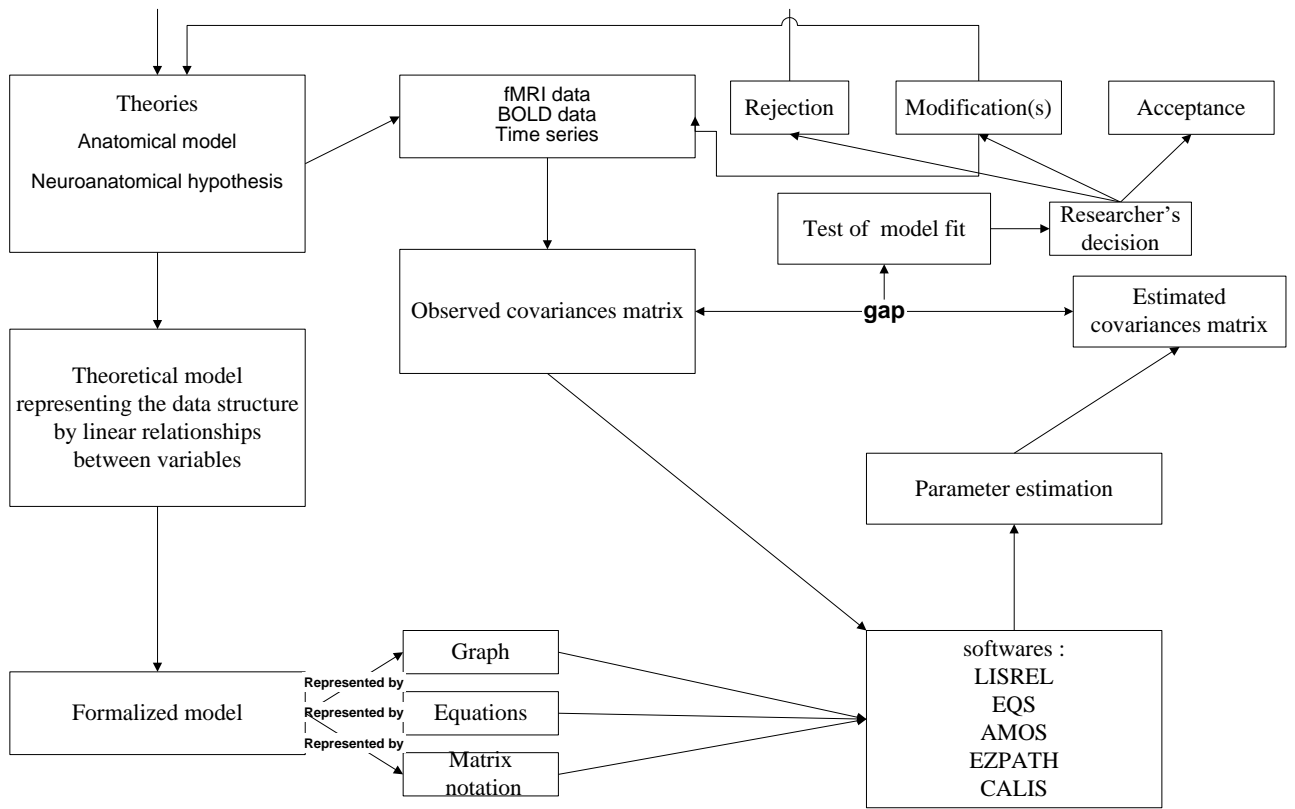 Theories
Anatomical model
Neuroanatomical hypothesis
fMRI data
BOLD data
Time series
Rejection
Modification(s)
Acceptance
Test of model fit
Researcher’s
decision
Observed covariances matrix
gap
Estimated
covariances matrix
Theoretical model
representing the data structure
by linear relationships
between variables
Parameter estimation
Formalized model
Represented by
Represented by
Represented by
Graph
Equations
Matrix
notation
softwares :
LISREL
EQS
AMOS
EZPATH
CALIS